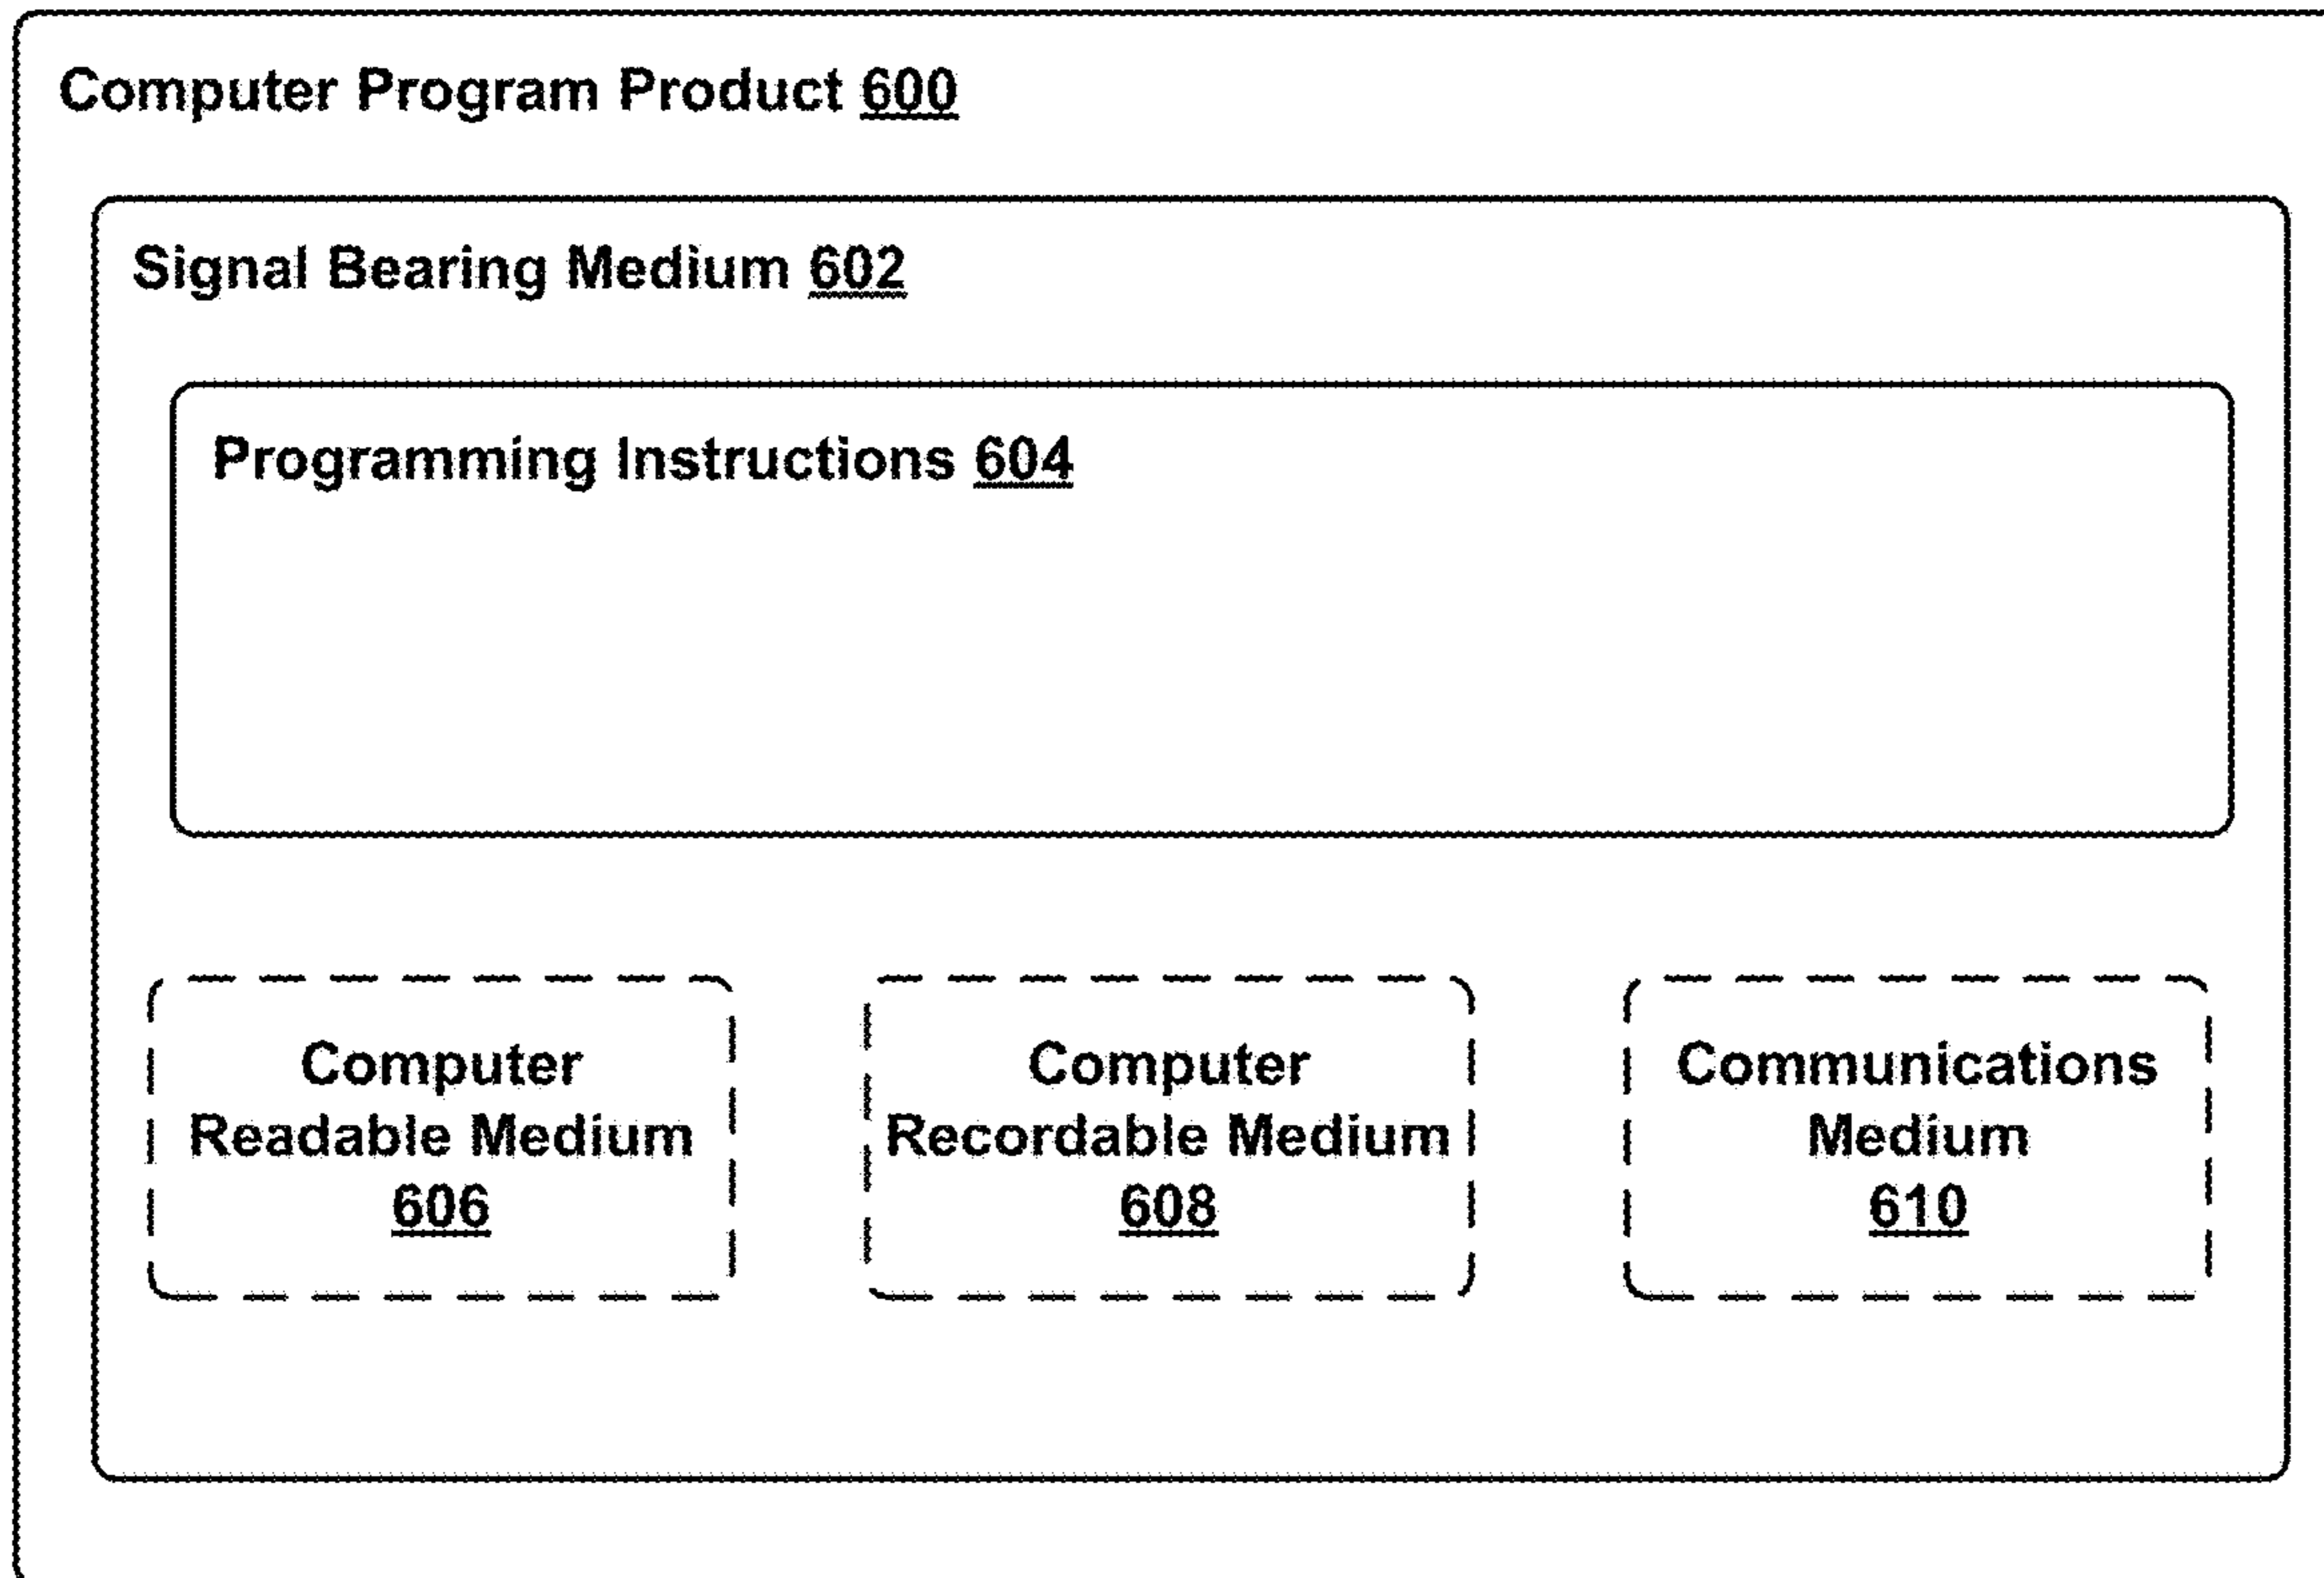 Computer Program Product 600
Signal Bearing Medium 602
Programming Instructions 604
Computer
Readable Medium
606
Computer
Recordable Medium
608
Communications
Medium
610